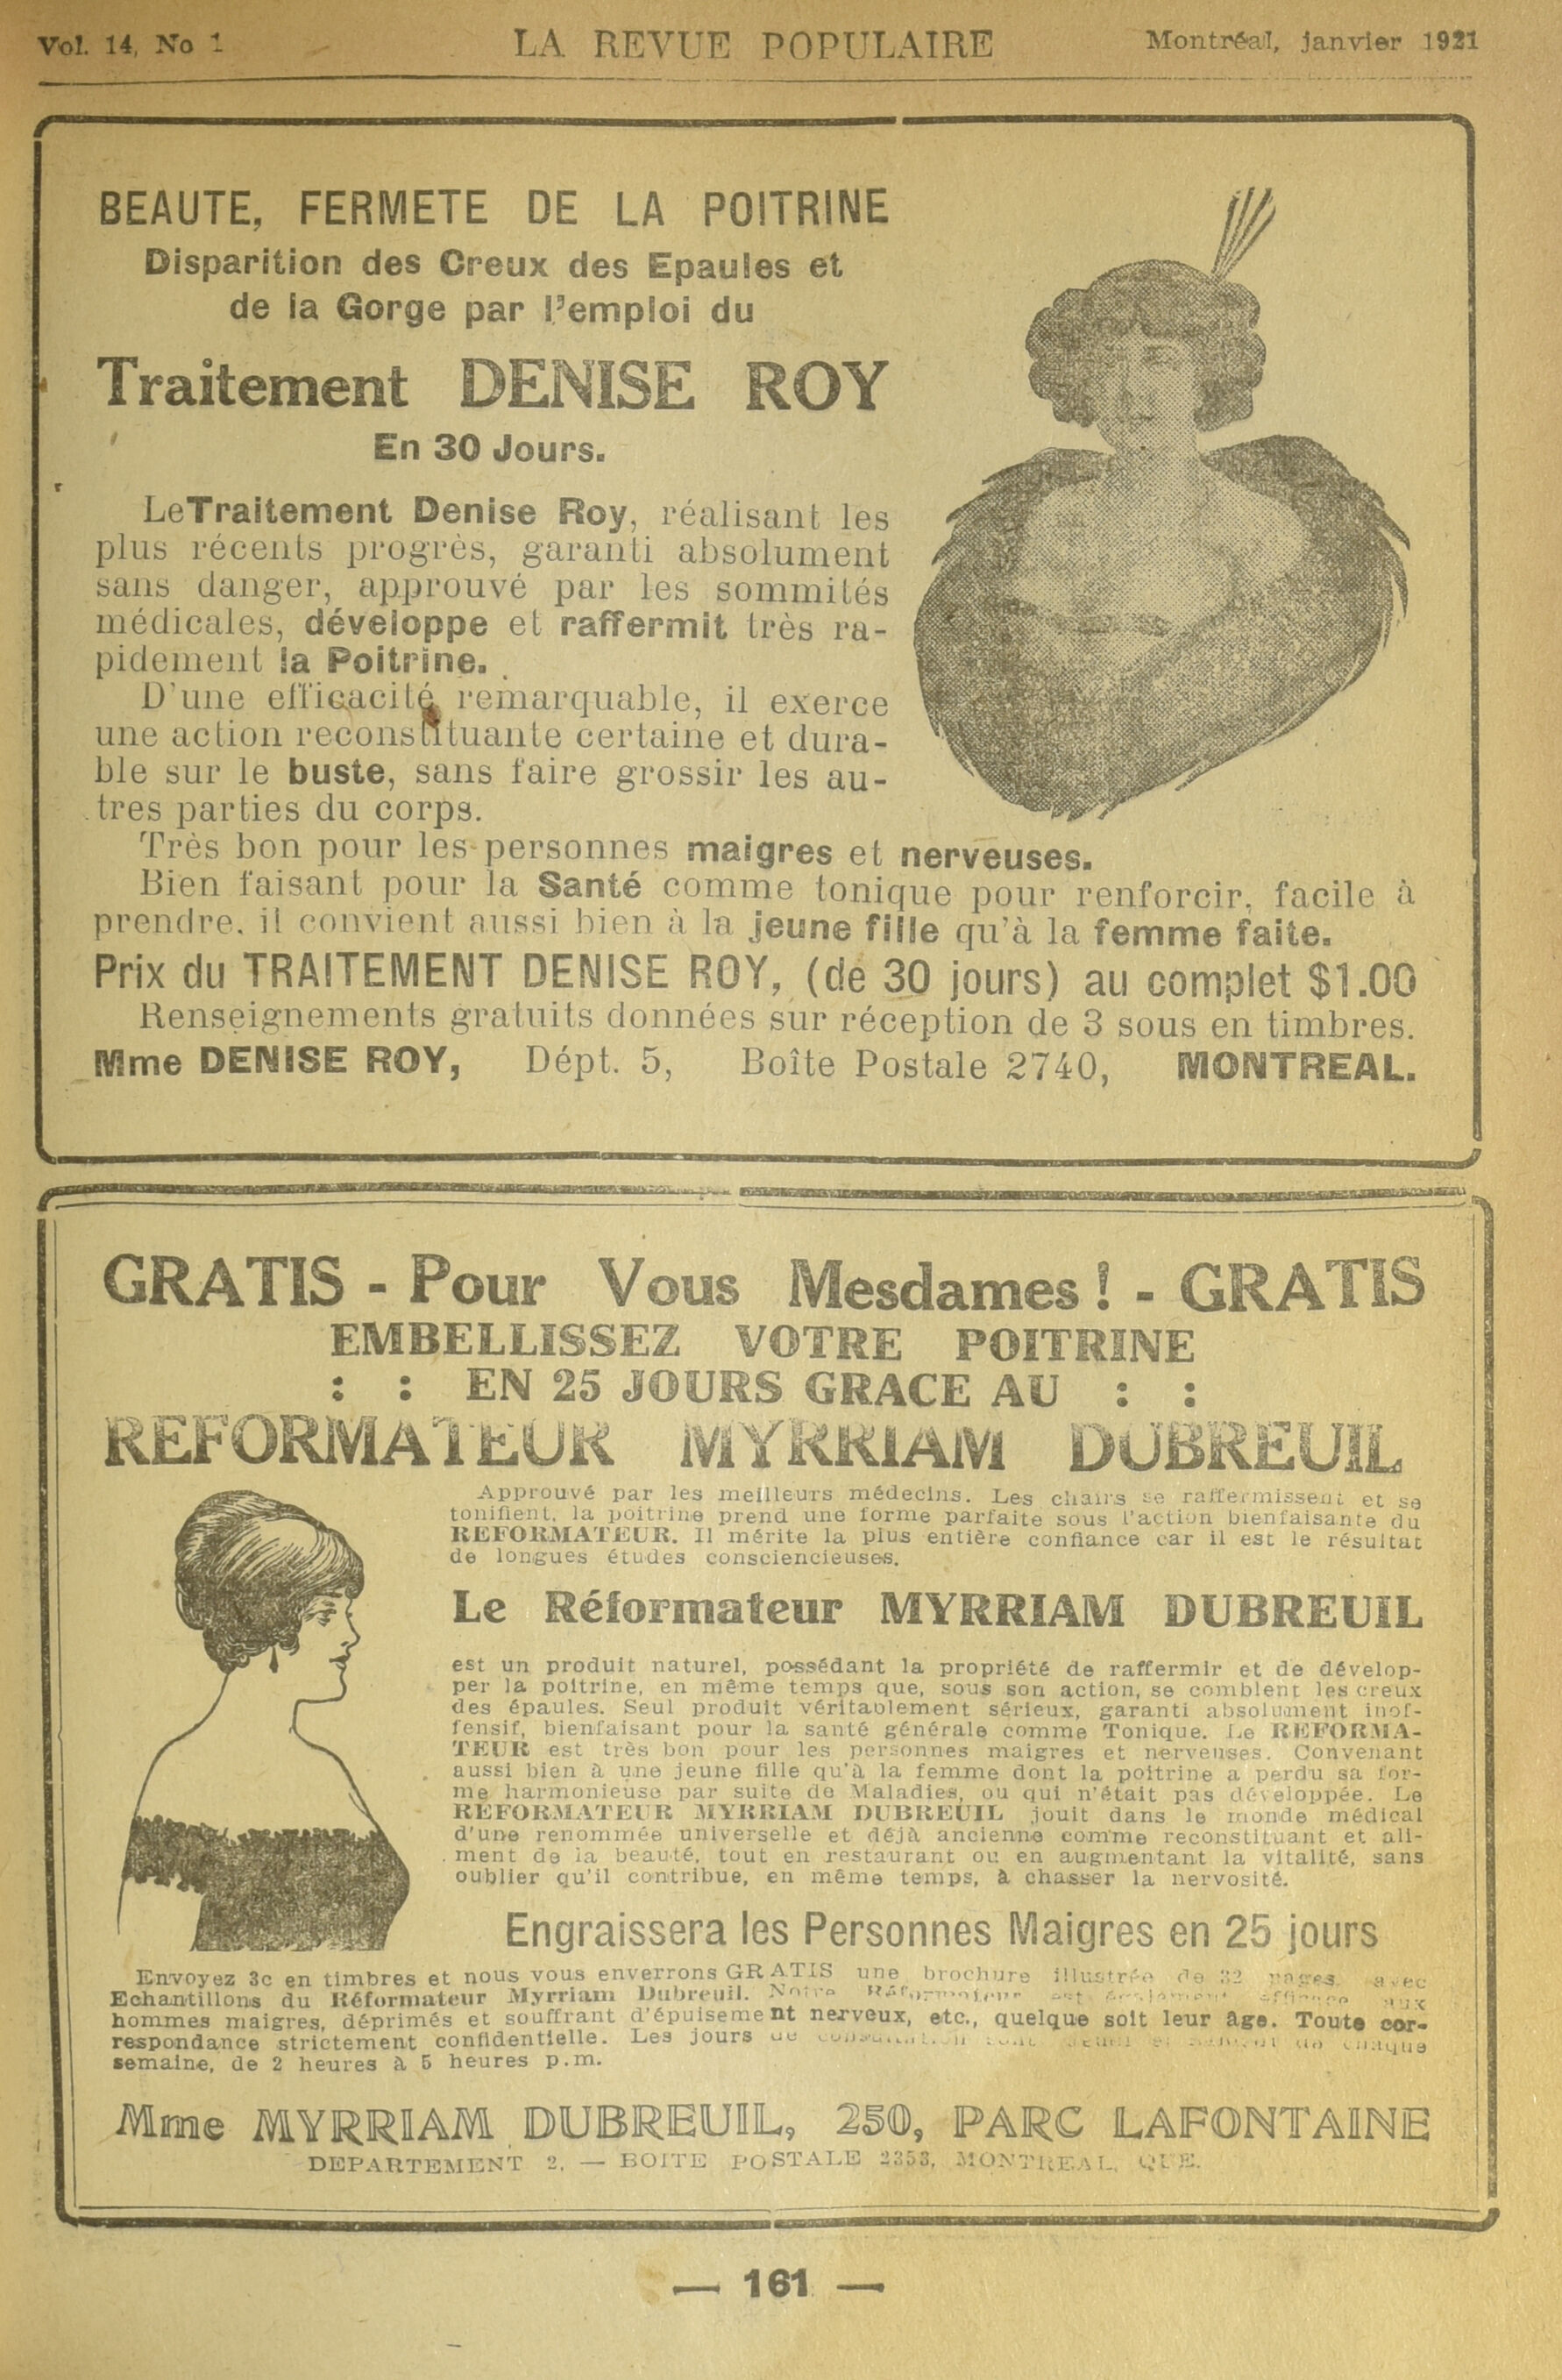 Vol. 14, No 1
LA REVUE POPULAIRE
Montréal, janvier 1921
BEAUTE, FERMETE DE LA POITRINE
Disparition des Creux des Epaules et
de la Gorge par l'emploi du
Traitement DENISE ROY
En 30 Jours.
Le Traitement Denise Roy, réalisant les
plus récents progrès, garanti absolument
sans danger, approuvé par les sommités
médicales, développe et raffermit très ra-
pidement la Poitrine.
D'une efficacité remarquable, il exerce
une action reconstituante certaine et dura-
ble sur le buste, sans faire grossir les au-
tres parties du corps.
Très bon pour les personnes maigres et nerveuses.
Bien faisant pour la Santé comme tonique pour renforcir, facile à
prendre, il convient aussi bien à la jeune fille qu'à la femme faite.
Prix du TRAITEMENT DENISE ROY, (de 30 jours) au complet $1.00
Renseignements gratuits données sur réception de 3 sous en timbres.
Mme DENISE ROY, Dépt. 5, Boîte Postale 2740, MONTREAL.
GRATIS - Pour Vous Mesdames ! - GRATIS
EMBELLISSEZ VOTRE POITRINE
: : EN 25 JOURS GRACE AU : :
REFORMATEUR MYRRIAM DUBREUIL
Approuvé par les meilleurs médecins. Les chairs se raffermissent et se
tonifient, la poitrine prend une forme parfaite sous l'action bienfaisante du
REFORMATEUR. Il mérite la plus entière confiance car il est le résultat
de longues études consciencieuses.
Le Réformateur MYRRIAM DUBREUIL
est un produit naturel, possédant la propriété de raffermir et de dévelop-
per la poitrine, en même temps que, sous son action, se comblent les creux
des épaules. Seul produit véritablement sérieux, garanti absolument inof-
fensif, bienfaisant pour la santé générale comme Tonique. Le REFORMA-
TEUR est très bon pour les personnes maigres et nerveuses. Convenant
aussi bien à une jeune fille qu'à la femme dont la poitrine a perdu sa for-
me harmonieuse par suite de Maladies, ou qui n'était pas développée. Le
REFORMATEUR MYRRIAM DUBREUIL jouit dans le monde médical
d'une renommée universelle et déjà ancienne comme reconstituant et ali-
ment de la beauté, tout en restaurant ou en augmentant la vitalité, sans
oublier qu'il contribue, en même temps, à chasser la nervosité.
Engraissera les Personnes Maigres en 25 jours
Envoyez 3c en timbres et nous vous enverrons GRATIS une brochure illustrée de 32 pages, avec
Echantillons du Réformateur Myrriam Dubreuil. Notre Réformateur est également efficace aux
hommes maigres, déprimés et souffrant d'épuisement nerveux, etc., quelque soit leur âge. Toute cor-
respondance strictement confidentielle. Les jours de consultation sont de chaque
semaine, de 2 heures à 5 heures p.m.
Mme MYRRIAM DUBREUIL, 250, PARC LAFONTAINE
DEPARTEMENT 2, — BOITE POSTALE 2353, MONTREAL, QUE.
— 161 —